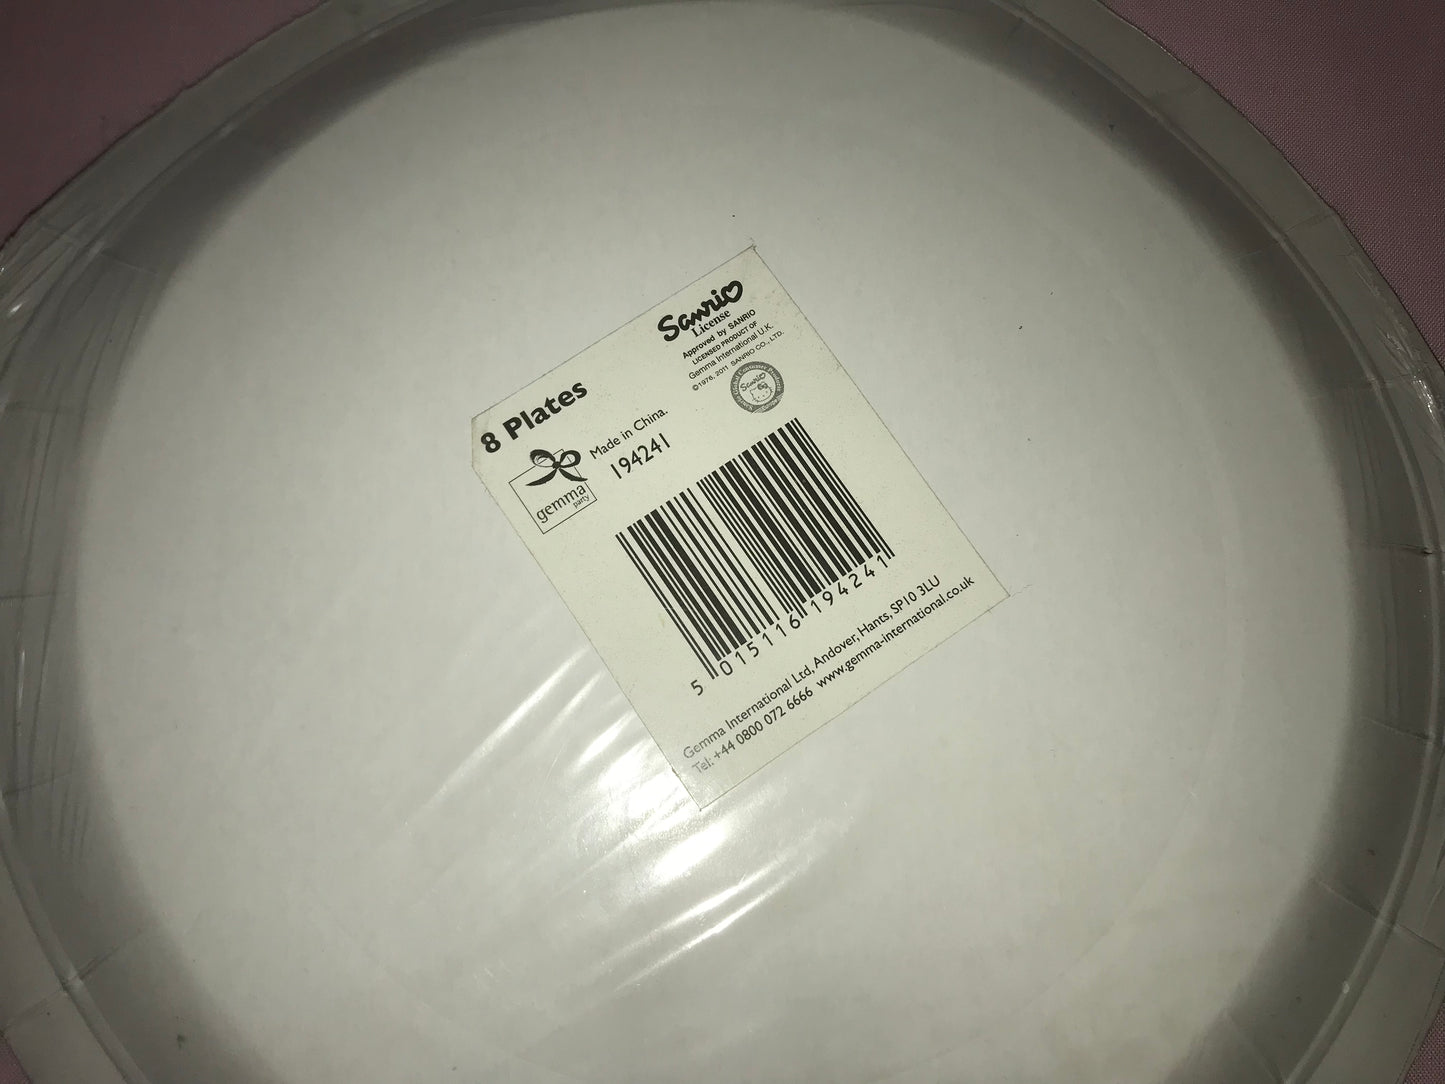 8 Plates
Sanrio
License
Approved by SANRIO
LICENSED PRODUCT OF
Gemma International U.K.
©1976, 2011 SANRIO CO., LTD.
Sanrio
gemma
party
Made in China.
194241
5 015116 194241
Gemma International Ltd, Andover, Hants, SP10 3LU
Tel: +44 0800 072 6666 www.gemma-international.co.uk